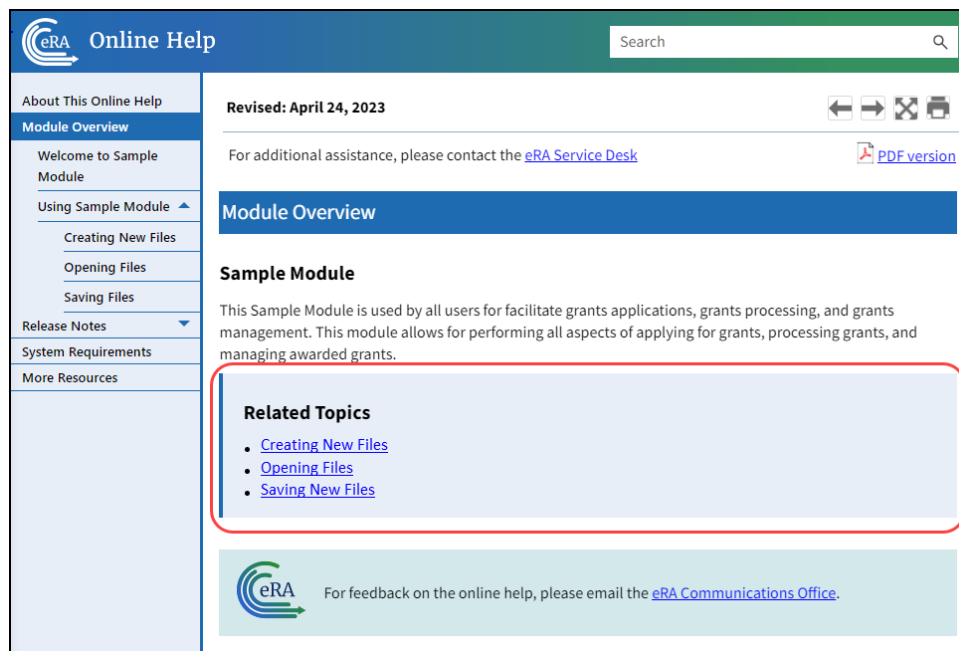 eRA Online Help
Search
About This Online Help
Module Overview
Welcome to Sample
Module
Using Sample Module
Creating New Files
Opening Files
Saving Files
Release Notes
System Requirements
More Resources
Revised: April 24, 2023
For additional assistance, please contact the eRA Service Desk
PDF version
Module Overview
Sample Module
This Sample Module is used by all users for facilitate grants applications, grants processing, and grants
management. This module allows for performing all aspects of applying for grants, processing grants, and
managing awarded grants.
Related Topics
Creating New Files
Opening Files
Saving New Files
eRA
For feedback on the online help, please email the eRA Communications Office.